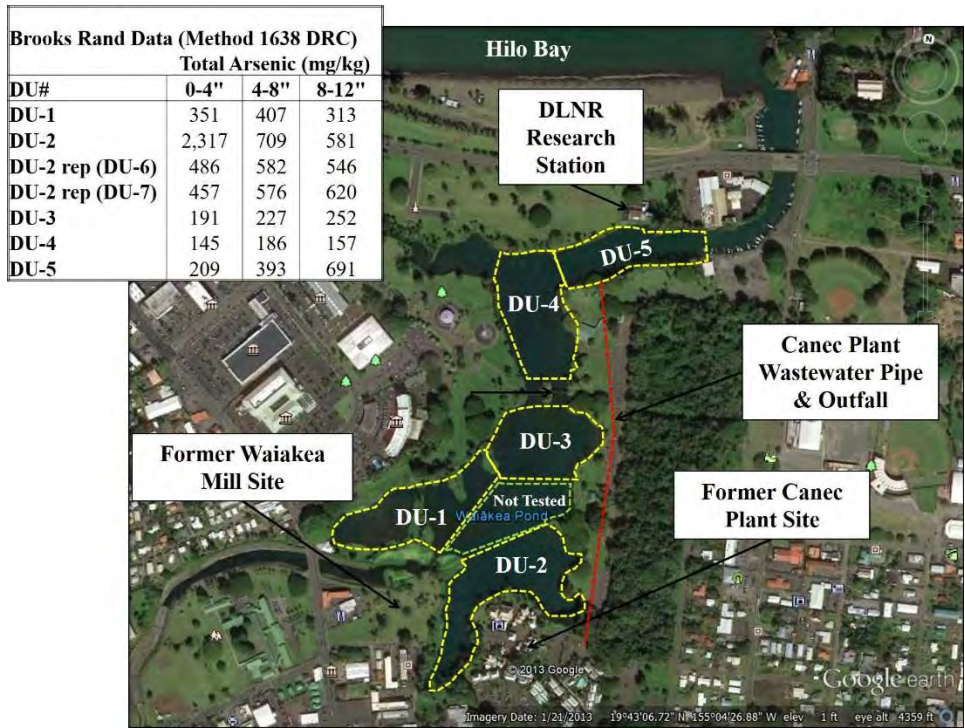 Brooks Rand Data (Method 1638 DRC)
Total Arsenic (mg/kg)
DU# 0-4" 4-8" 8-12"
DU-1 351 407 313
DU-2 2,317 709 581
DU-2 rep (DU-6) 486 582 546
DU-2 rep (DU-7) 457 576 620
DU-3 191 227 252
DU-4 145 186 157
DU-5 209 393 691
Hilo Bay
N
DLNR
Research
Station
DU-5
DU-4
Canec Plant
Wastewater Pipe
& Outfall
DU-3
Former Waiakea
Mill Site
Not Tested
DU-1
Waiākea Pond
Former Canec
Plant Site
DU-2
© 2013 Google
Google earth
Imagery Date: 1/21/2013 19°43'06.72" N 155°04'26.88" W elev 1 ft eye alt 4359 ft